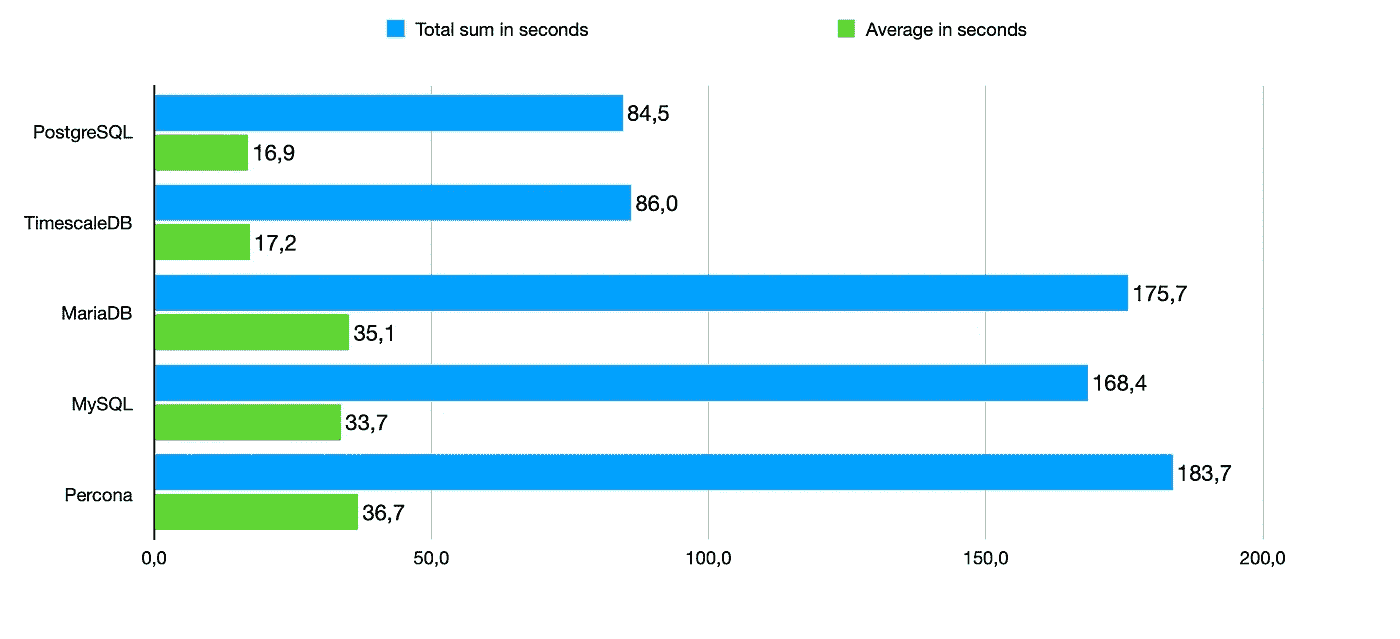 Total sum in seconds Average in seconds
PostgreSQL
84,5
16,9
TimescaleDB
86,0
17,2
MariaDB
175,7
35,1
MySQL
168,4
33,7
Percona
183,7
36,7
0,0 50,0 100,0 150,0 200,0